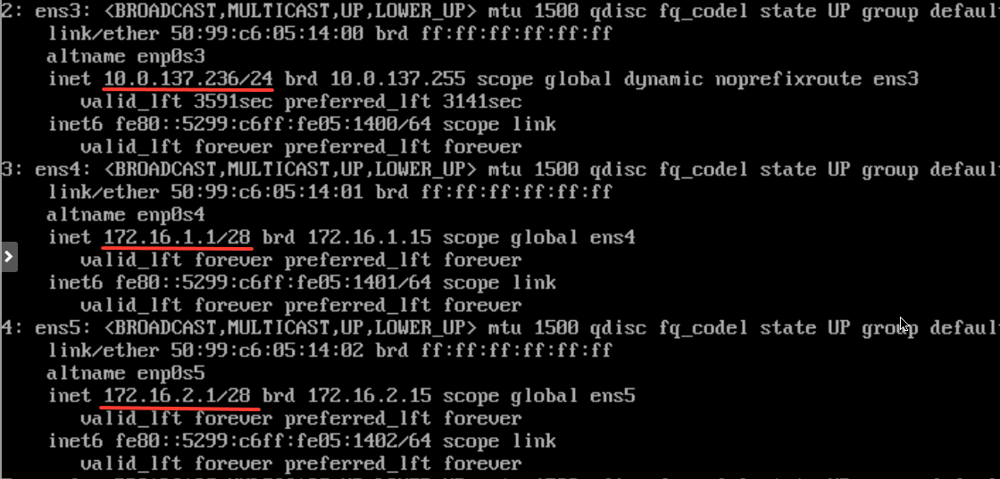 2: ens3: <BROADCAST,MULTICAST,UP,LOWER_UP> mtu 1500 qdisc fq_codel state UP group defaul
link/ether 50:99:c6:05:14:00 brd ff:ff:ff:ff:ff:ff
altname enp0s3
inet 10.0.137.236/24 brd 10.0.137.255 scope global dynamic noprefixroute ens3
valid_lft 3591sec preferred_lft 3141sec
inet6 fe80::5299:c6ff:fe05:1400/64 scope link
valid_lft forever preferred_lft forever
3: ens4: <BROADCAST,MULTICAST,UP,LOWER_UP> mtu 1500 qdisc fq_codel state UP group defaul
link/ether 50:99:c6:05:14:01 brd ff:ff:ff:ff:ff:ff
altname enp0s4
inet 172.16.1.1/28 brd 172.16.1.15 scope global ens4
valid_lft forever preferred_lft forever
inet6 fe80::5299:c6ff:fe05:1401/64 scope link
valid_lft forever preferred_lft forever
4: ens5: <BROADCAST,MULTICAST,UP,LOWER_UP> mtu 1500 qdisc fq_codel state UP group defaul
link/ether 50:99:c6:05:14:02 brd ff:ff:ff:ff:ff:ff
altname enp0s5
inet 172.16.2.1/28 brd 172.16.2.15 scope global ens5
valid_lft forever preferred_lft forever
inet6 fe80::5299:c6ff:fe05:1402/64 scope link
valid_lft forever preferred_lft forever